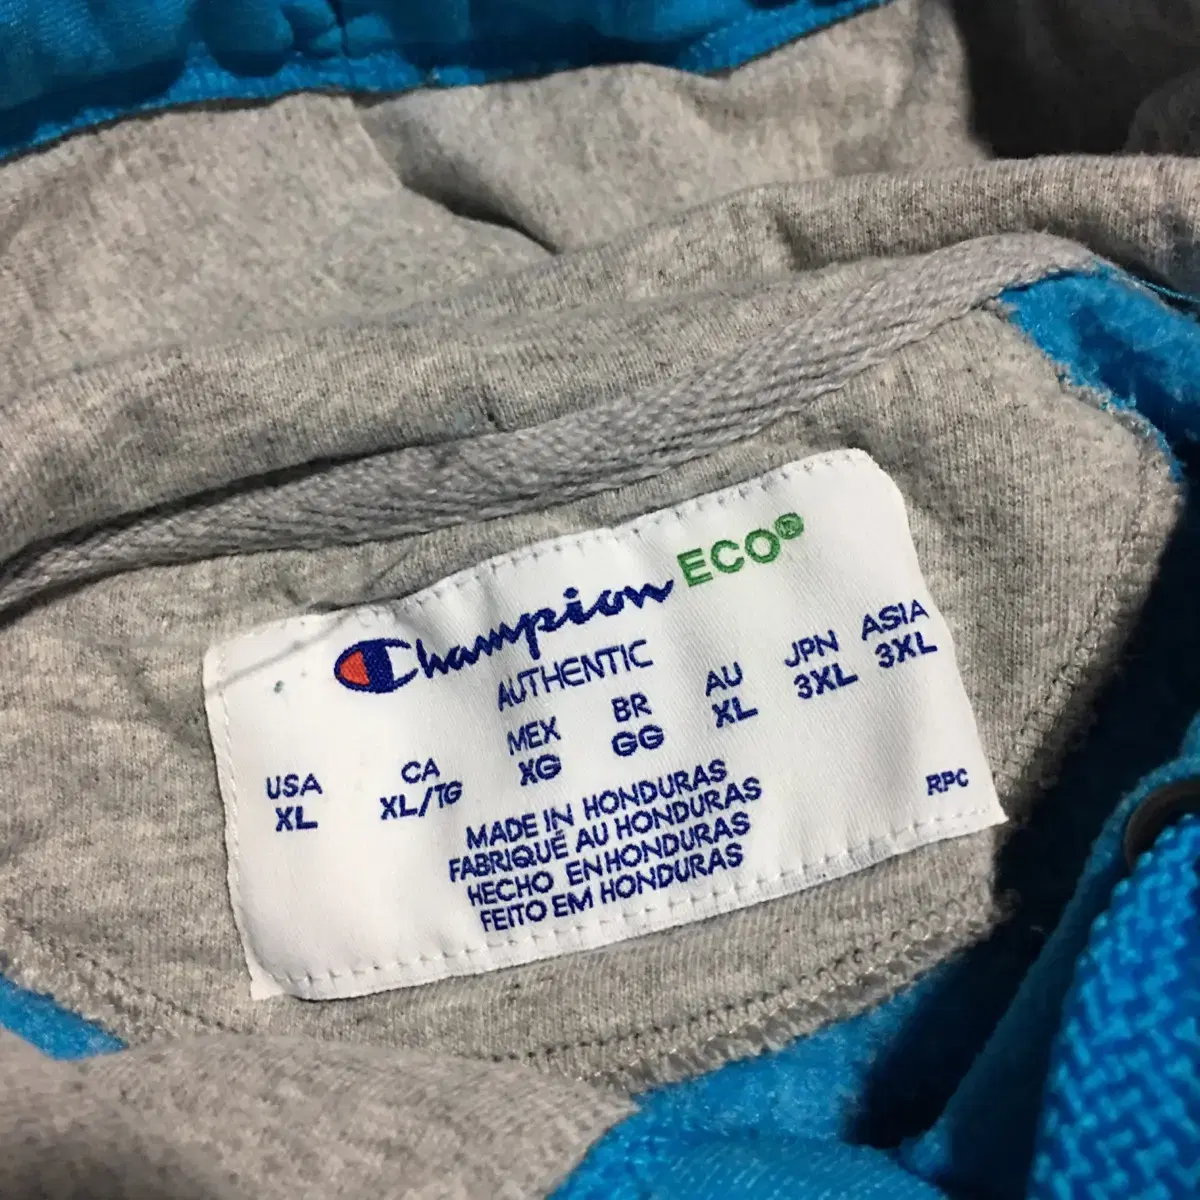 Champion ECO®
AUTHENTIC
USA CA MEX BR AU JPN ASIA
XL XL/TG XG GG XL 3XL 3XL
MADE IN HONDURAS
FABRIQUÉ AU HONDURAS
HECHO EN HONDURAS
FEITO EM HONDURAS
RPC